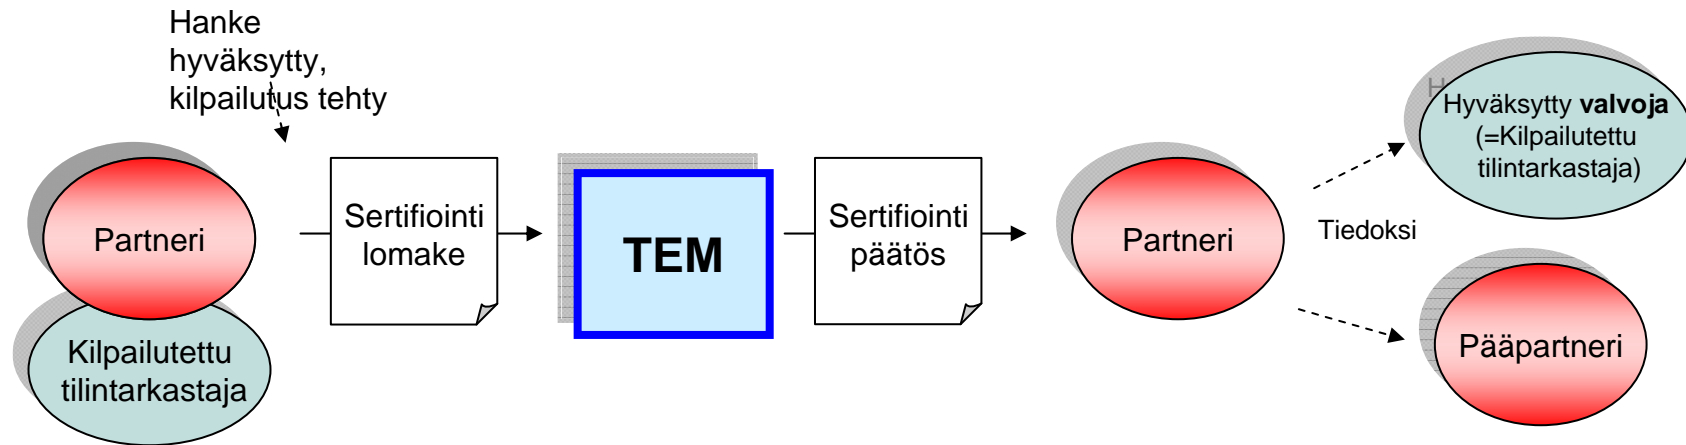 Hanke
hyväksytty,
kilpailutus tehty
Partneri
Kilpailutettu
tilintarkastaja
Sertifiointi
lomake
TEM
Sertifiointi
päätös
Partneri
Tiedoksi
Hyväksytty valvoja
(=Kilpailutettu
tilintarkastaja)
Pääpartneri